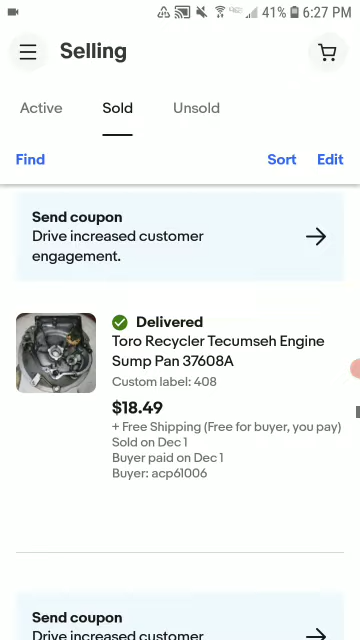 41% 6:27 PM
Selling
Active Sold Unsold
Find Sort Edit
Send coupon
Drive increased customer
engagement.
Delivered
Toro Recycler Tecumseh Engine
Sump Pan 37608A
Custom label: 408
$18.49
+ Free Shipping (Free for buyer, you pay)
Sold on Dec 1
Buyer paid on Dec 1
Buyer: acp61006
Send coupon
Drive increased customer